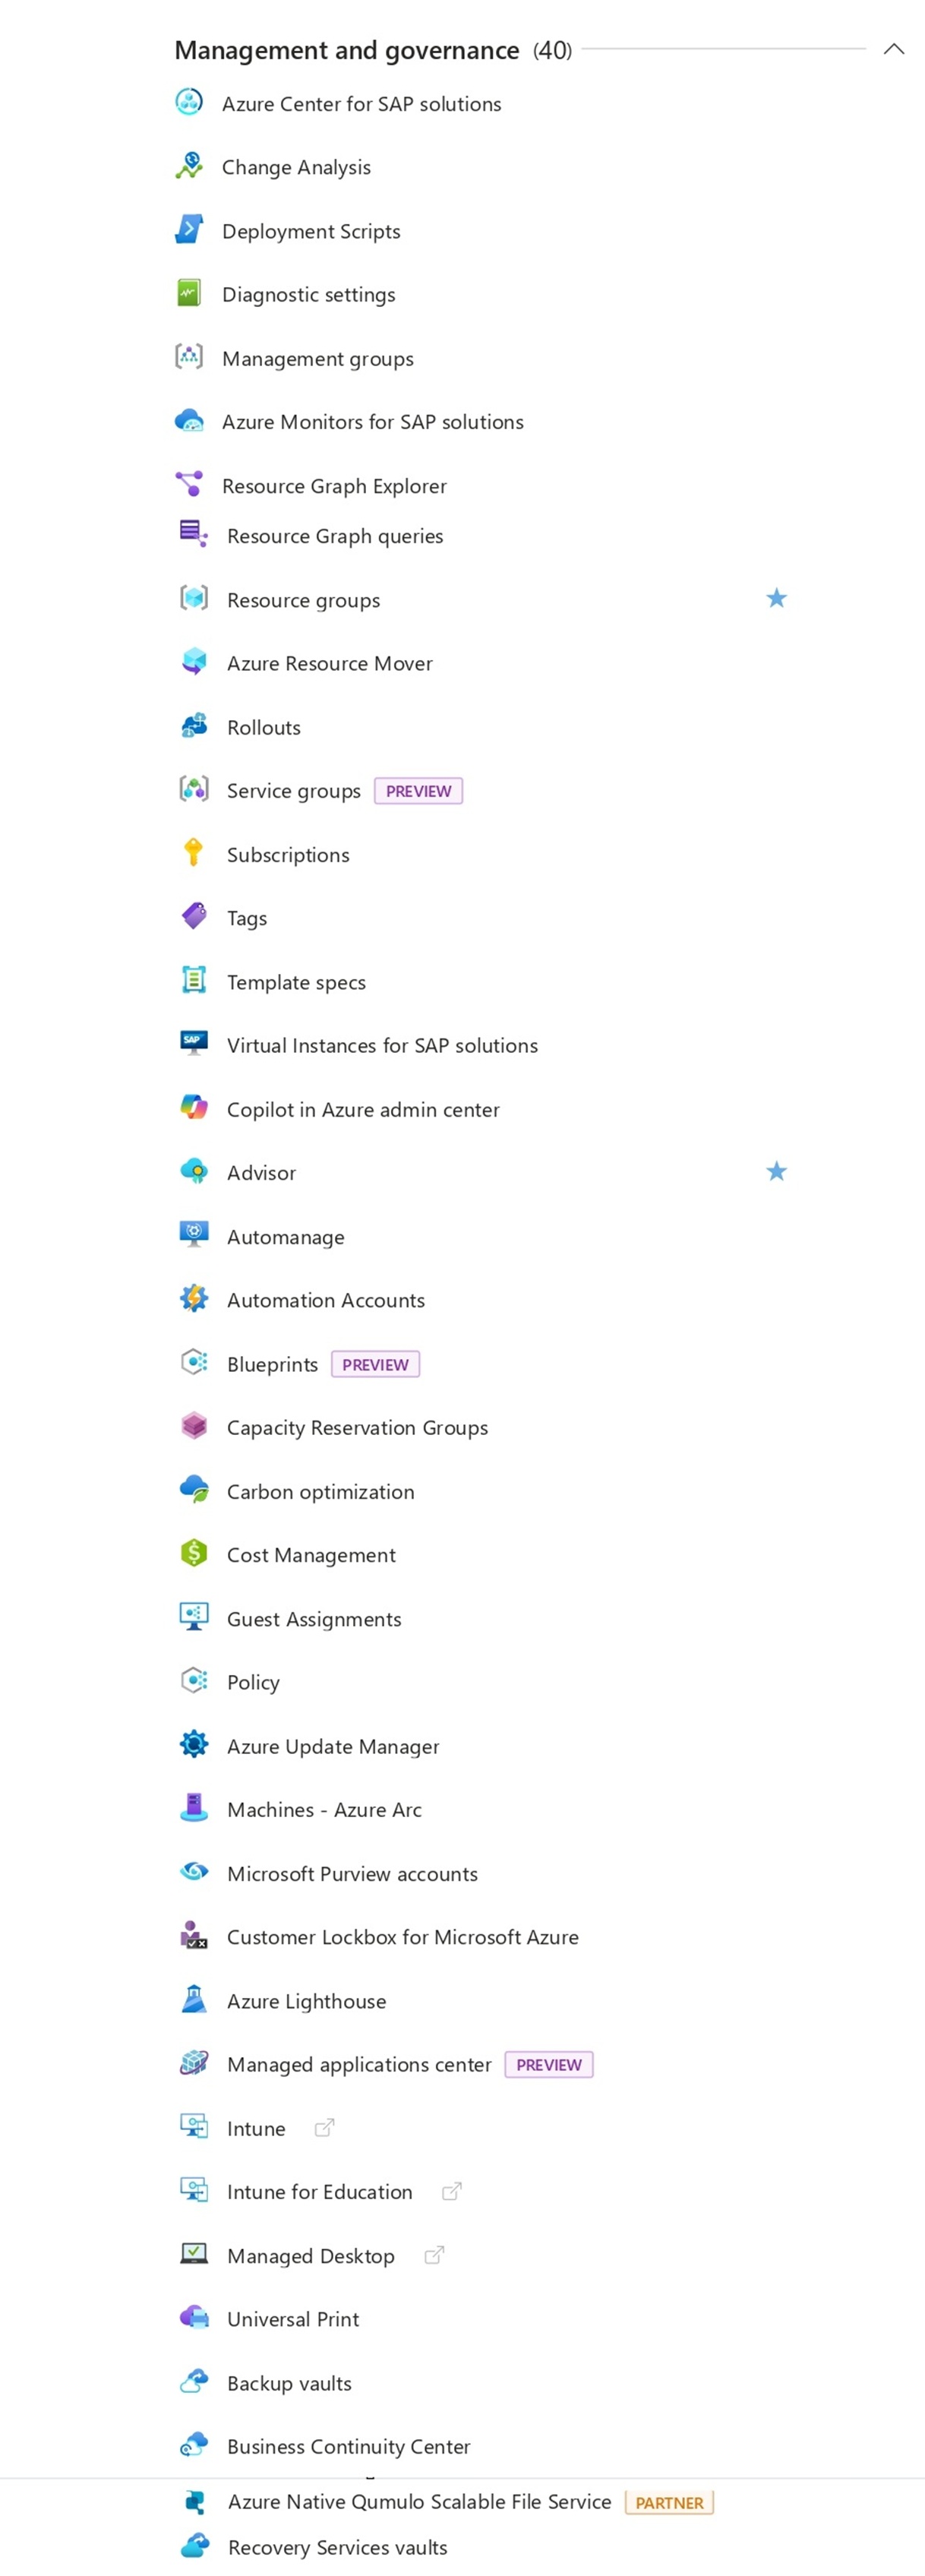 Management and governance (40)
Azure Center for SAP solutions
Change Analysis
Deployment Scripts
Diagnostic settings
Management groups
Azure Monitors for SAP solutions
Resource Graph Explorer
Resource Graph queries
Resource groups
Azure Resource Mover
Rollouts
Service groups PREVIEW
Subscriptions
Tags
Template specs
SAP Virtual Instances for SAP solutions
Copilot in Azure admin center
Advisor
Automanage
Automation Accounts
Blueprints PREVIEW
Capacity Reservation Groups
Carbon optimization
Cost Management
Guest Assignments
Policy
Azure Update Manager
Machines - Azure Arc
Microsoft Purview accounts
Customer Lockbox for Microsoft Azure
Azure Lighthouse
Managed applications center PREVIEW
Intune
Intune for Education
Managed Desktop
Universal Print
Backup vaults
Business Continuity Center
Azure Native Qumulo Scalable File Service PARTNER
Recovery Services vaults